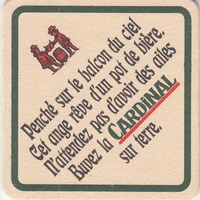 Perché sur le balcon du ciel
Cet ange rêve d'un pot de bière.
N'attendez pas d'avoir des ailes
Buvez la CARDINAL
sur terre.